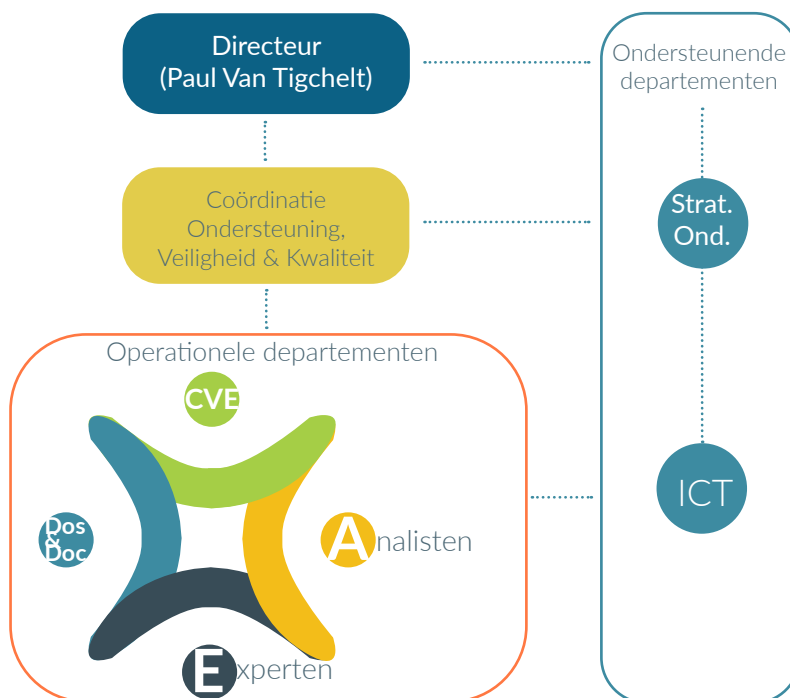 Directeur
(Paul Van Tigchelt)
Ondersteunende
departementen
Coördinatie
Ondersteuning,
Veiligheid & Kwaliteit
Strat.
Ond.
Operationele departementen
CVE
ICT
Dos
&
Doc
Analisten
Experten